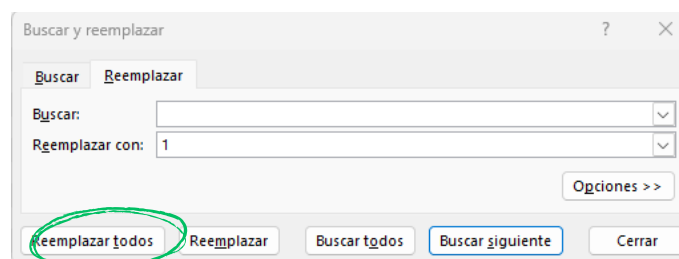 Buscar y reemplazar ?
Buscar Reemplazar
Buscar:
Reemplazar con: 1
Opciones >>
Reemplazar todos Reemplazar Buscar todos Buscar siguiente Cerrar